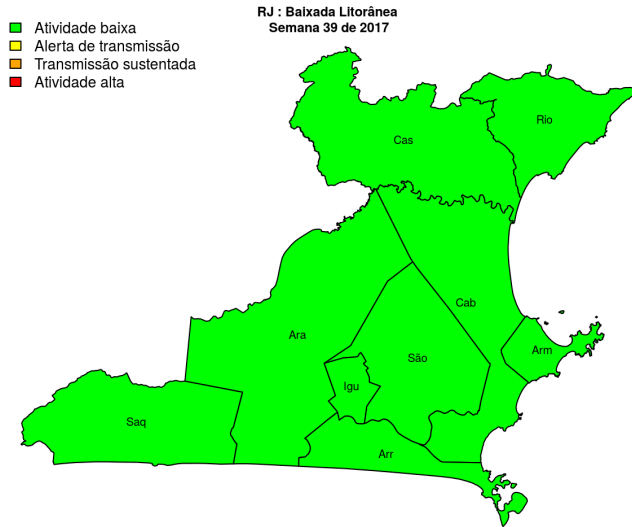 RJ : Baixada Litorânea
Semana 39 de 2017
Atividade baixa
Alerta de transmissão
Transmissão sustentada
Atividade alta
Rio
Cas
Cab
Ara
Arm
São
Igu
Saq
Arr